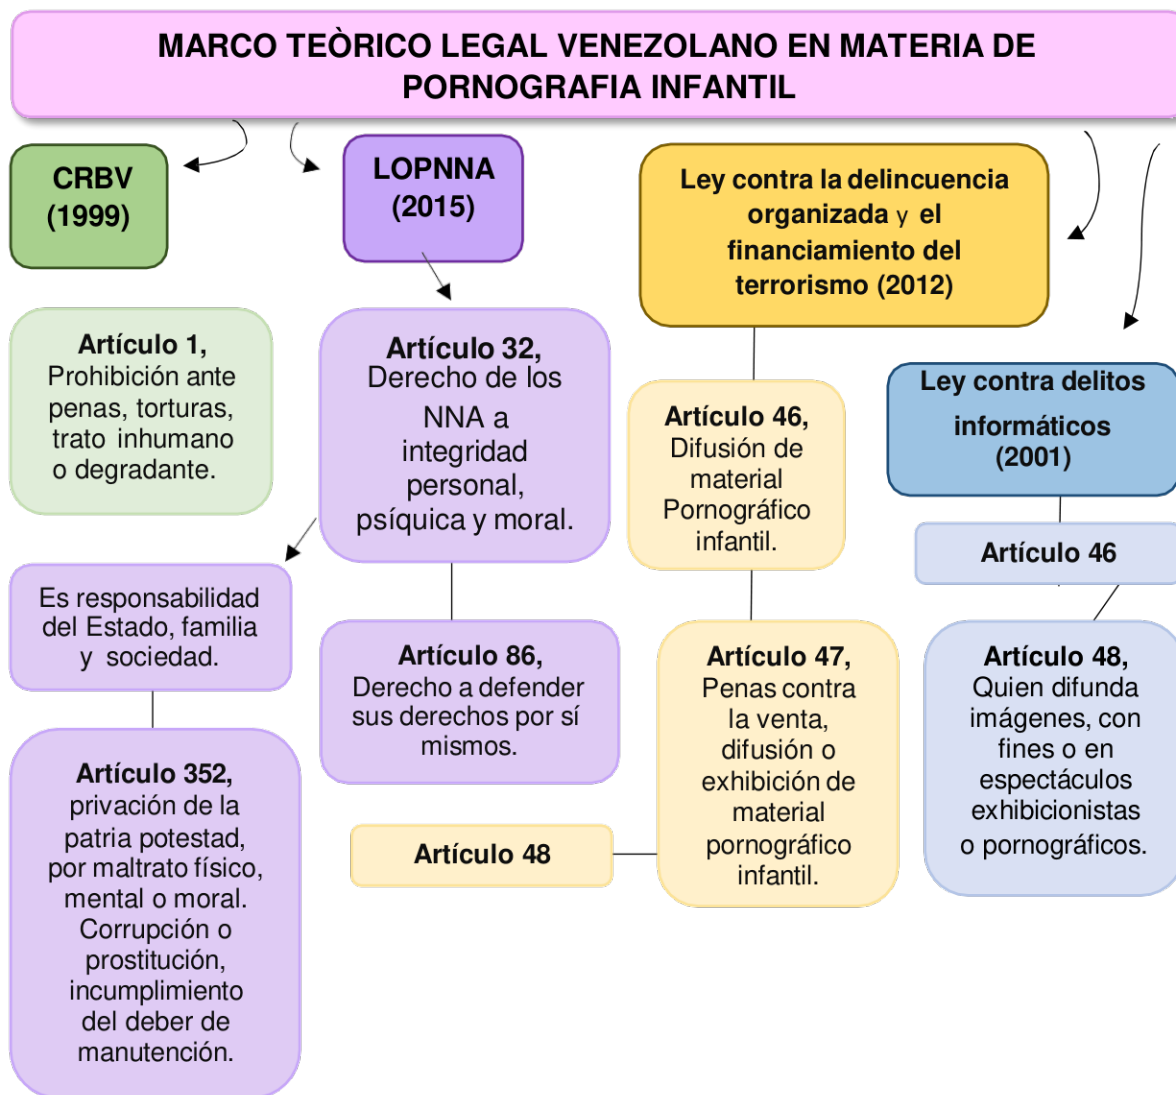 MARCO TEÒRICO LEGAL VENEZOLANO EN MATERIA DE
PORNOGRAFIA INFANTIL
CRBV
(1999)
Artículo 1,
Prohibición ante
penas, torturas,
trato inhumano
o degradante.
LOPNNA
(2015)
Artículo 32,
Derecho de los
NNA a
integridad
personal,
psíquica y moral.
Es responsabilidad
del Estado, familia
y sociedad.
Artículo 352,
privación de la
patria potestad,
por maltrato físico,
mental o moral.
Corrupción o
prostitución,
incumplimiento
del deber de
manutención.
Artículo 86,
Derecho a defender
sus derechos por sí
mismos.
Ley contra la delincuencia
organizada y el
financiamiento del
terrorismo (2012)
Artículo 46,
Difusión de
material
Pornográfico
infantil.
Artículo 47,
Penas contra
la venta,
difusión o
exhibición de
material
pornográfico
infantil.
Artículo 48
Ley contra delitos
informáticos
(2001)
Artículo 46
Artículo 48,
Quien difunda
imágenes, con
fines o en
espectáculos
exhibicionistas
o pornográficos.